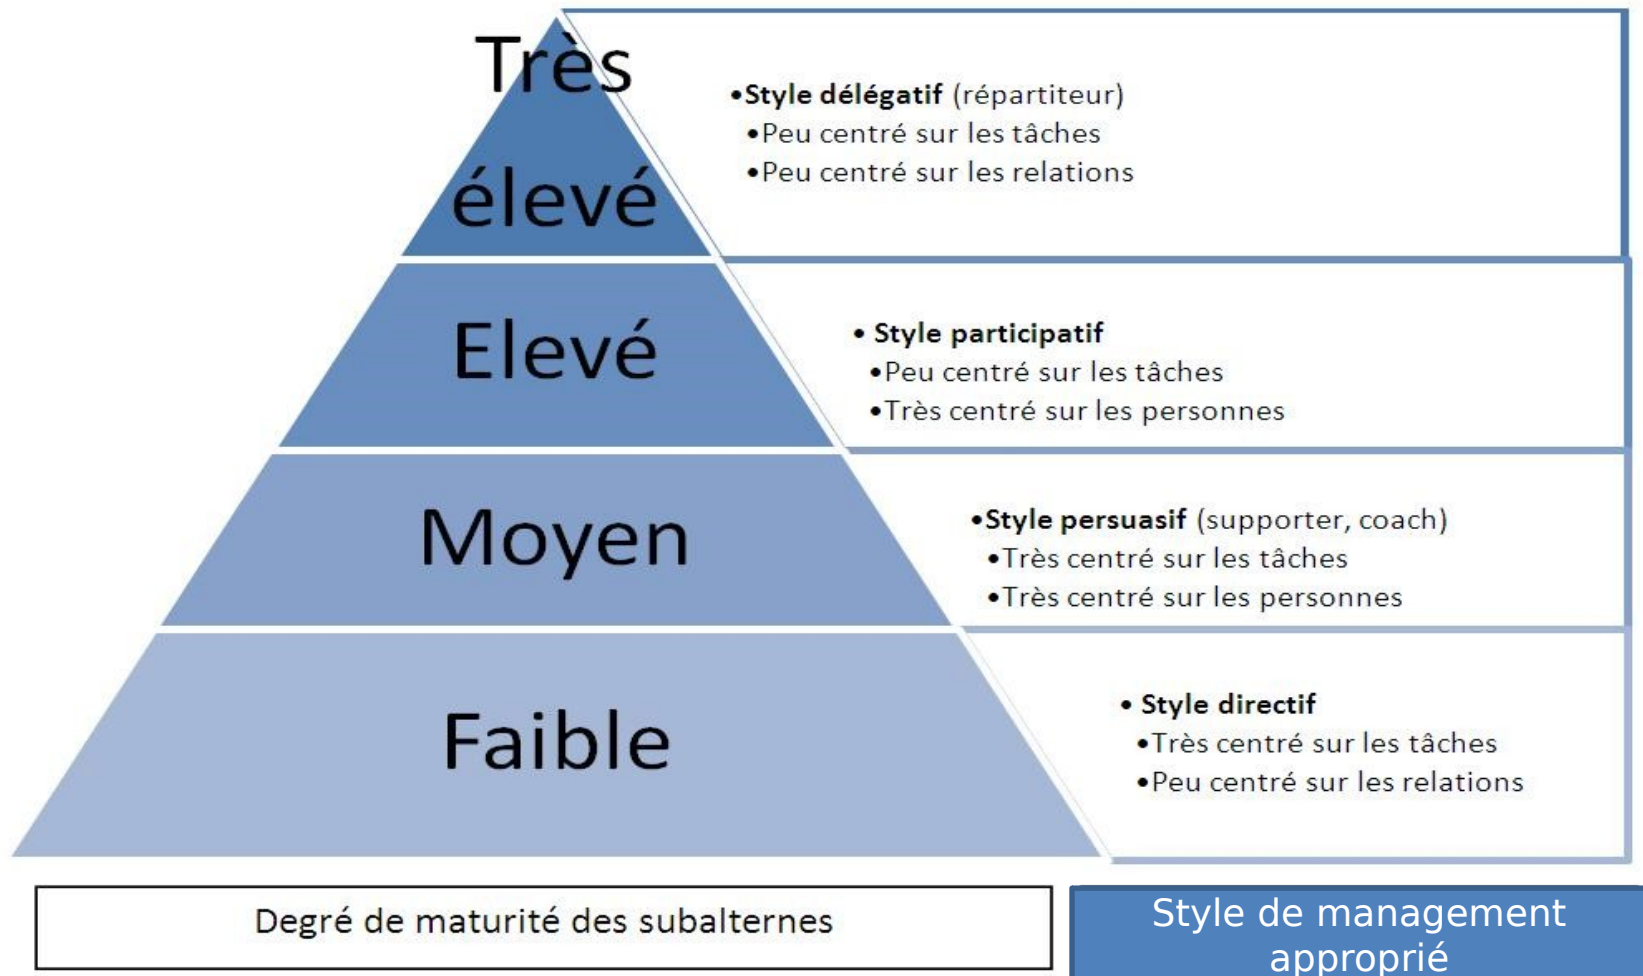 Très
élevé
•Style délégatif (répartiteur)
•Peu centré sur les tâches
•Peu centré sur les relations
Elevé
• Style participatif
•Peu centré sur les tâches
•Très centré sur les personnes
Moyen
•Style persuasif (supporter, coach)
•Très centré sur les tâches
•Très centré sur les personnes
Faible
• Style directif
•Très centré sur les tâches
•Peu centré sur les relations
Degré de maturité des subalternes
Style de management
approprié